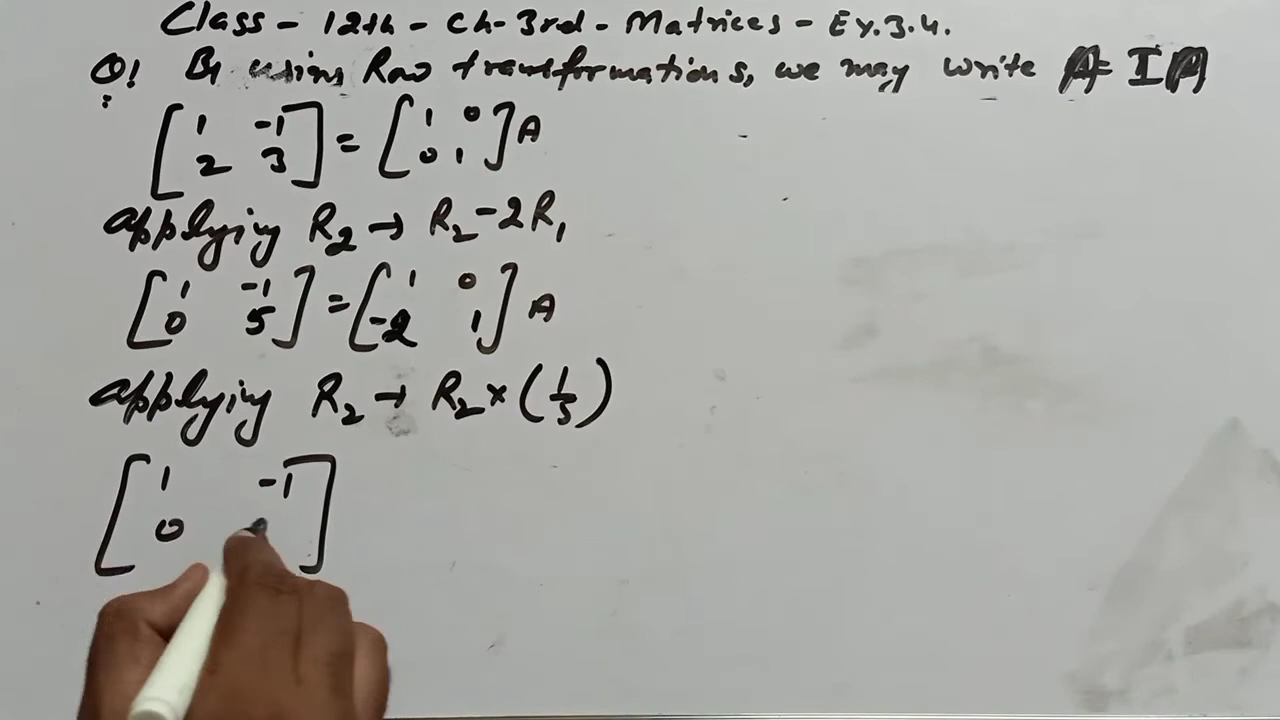 Class - 12th - Ch-3rd - Matrices - Ex.3.4.
Q: By using Row transformations, we may write A = IA
[1 -1] = [1 0] A
[2 3] [0 1]
applying R₂ → R₂ - 2R₁
[1 -1] = [1 0] A
[0 5] [-2 1]
applying R₂ → R₂ × (1/5)
[1 -1]
[0 ]